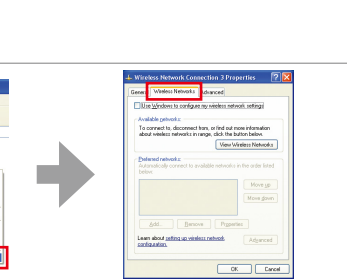 Wireless Network Connection 3 Properties
General Wireless Networks Advanced
Use Windows to configure my wireless network settings
Available networks
To connect to, disconnect from, or find out more information
about wireless networks in range, click the button below.
View Wireless Networks
Preferred networks
Automatically connect to available networks in the order listed
below:
Move up
Move down
Add... Remove Properties
Learn about setting up wireless network
configuration.
Advanced
OK Cancel